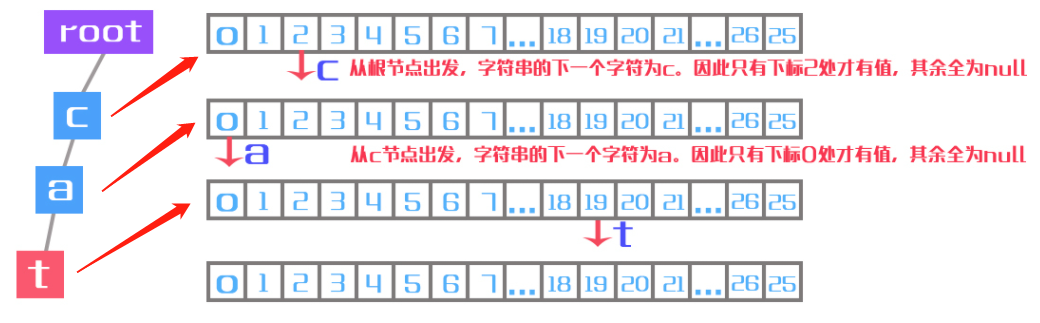 root
0 1 2 3 4 5 6 7 ... 18 19 20 21 ... 26 25
c 从根节点出发，字符串的下一个字符为c。因此只有下标2处才有值，其余全为null
c
0 1 2 3 4 5 6 7 ... 18 19 20 21 ... 26 25
a 从c节点出发，字符串的下一个字符为a。因此只有下标0处才有值，其余全为null
a
0 1 2 3 4 5 6 7 ... 18 19 20 21 ... 26 25
t
t
0 1 2 3 4 5 6 7 ... 18 19 20 21 ... 26 25